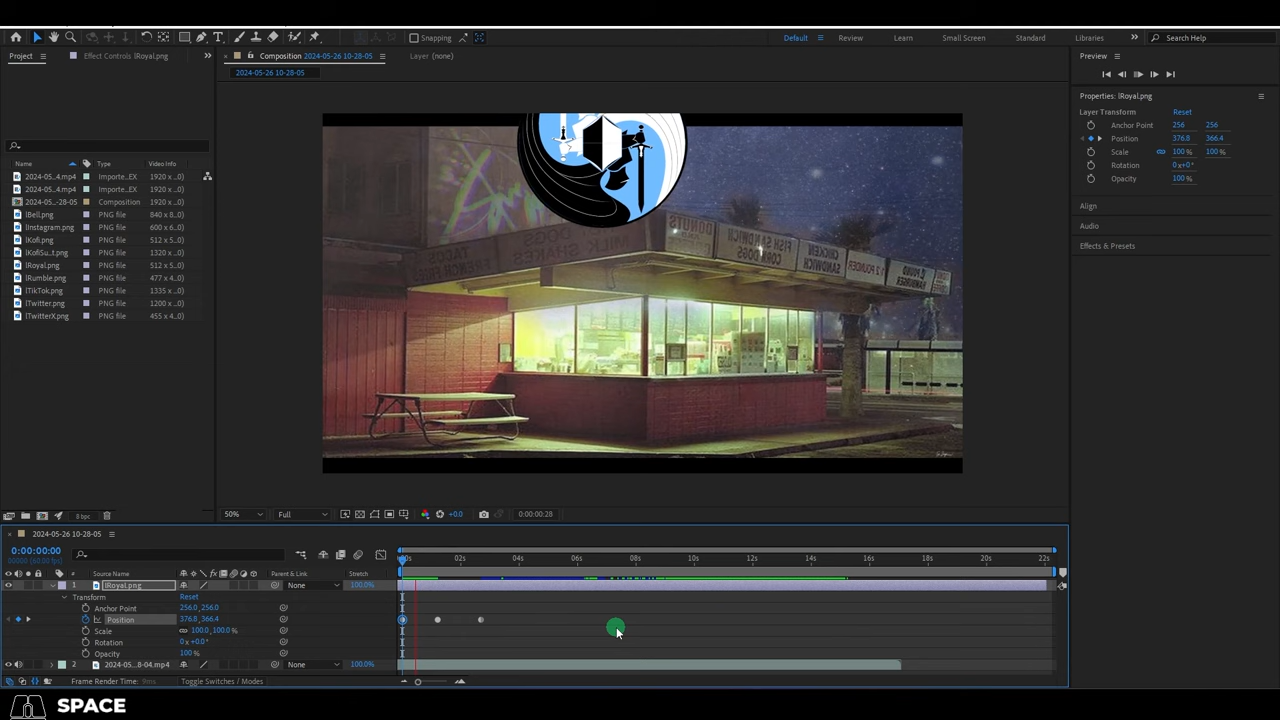 Snapping
Default
Review
Learn
Small Screen
Standard
Libraries
Search Help
Project
Effect Controls lRoyal.png
Composition 2024-05-26 10-28-05
Layer (none)
2024-05-26 10-28-05
Preview
Properties: lRoyal.png
Layer Transform Reset
Anchor Point 256 256
Position 376.8 366.4
Scale 100 % 100 %
Rotation 0x+0°
Opacity 100 %
Align
Audio
Effects & Presets
Name Type Video Info
2024-05...4.mp4 Importe...EX 1920 x ...0)
2024-05...4.mp4 Importe...EX 1920 x ...0)
2024-05...-28-05 Composition 1920 x ...0)
lBell.png PNG file 840 x 8...0)
lInstagram.png PNG file 600 x 6...0)
lKofi.png PNG file 512 x 5...0)
lKofiSu...t.png PNG file 1320 x ...0)
lRoyal.png PNG file 512 x 5...0)
lRumble.png PNG file 477 x 4...0)
lTikTok.png PNG file 1335 x ...0)
lTwitter.png PNG file 1200 x ...0)
lTwitterX.png PNG file 455 x 4...0)
DONUTS
FISH SANDWICH
CORN DOGS
CHICKEN SANDWICH
HAMBURGER
DOGS
MILK SHAKES
8 bpc
50%
Full
+0.0
0:00:00:28
2024-05-26 10-28-05
0:00:00:00
00000 (60.00 fps)
02s 04s 06s 08s 10s 12s 14s 16s 18s 20s 22s
# Source Name Parent & Link Stretch
1 lRoyal.png None 100.0%
Transform Reset
Anchor Point 256.0,256.0
Position 376.8,366.4
Scale 100.0,100.0%
Rotation 0x+0.0°
Opacity 100%
2 2024-05...8-04.mp4 None 100.0%
Frame Render Time: 9ms
Toggle Switches / Modes
SPACE